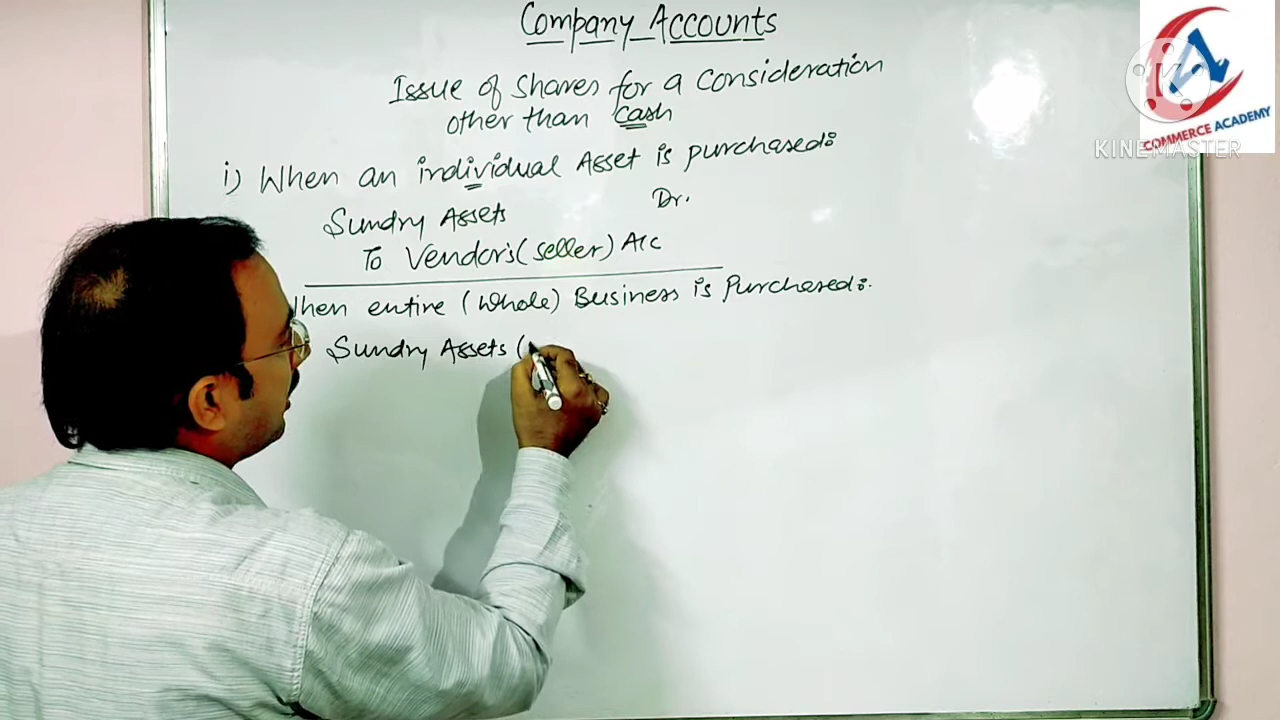 Company Accounts
Issue of shares for a consideration
other than cash
i) When an individual Asset is purchased:
Sundry Assets Dr.
To Vendor's (seller) A/c
When entire (whole) Business is Purchased:
Sundry Assets (
COMMERCE ACADEMY
KINEMASTER